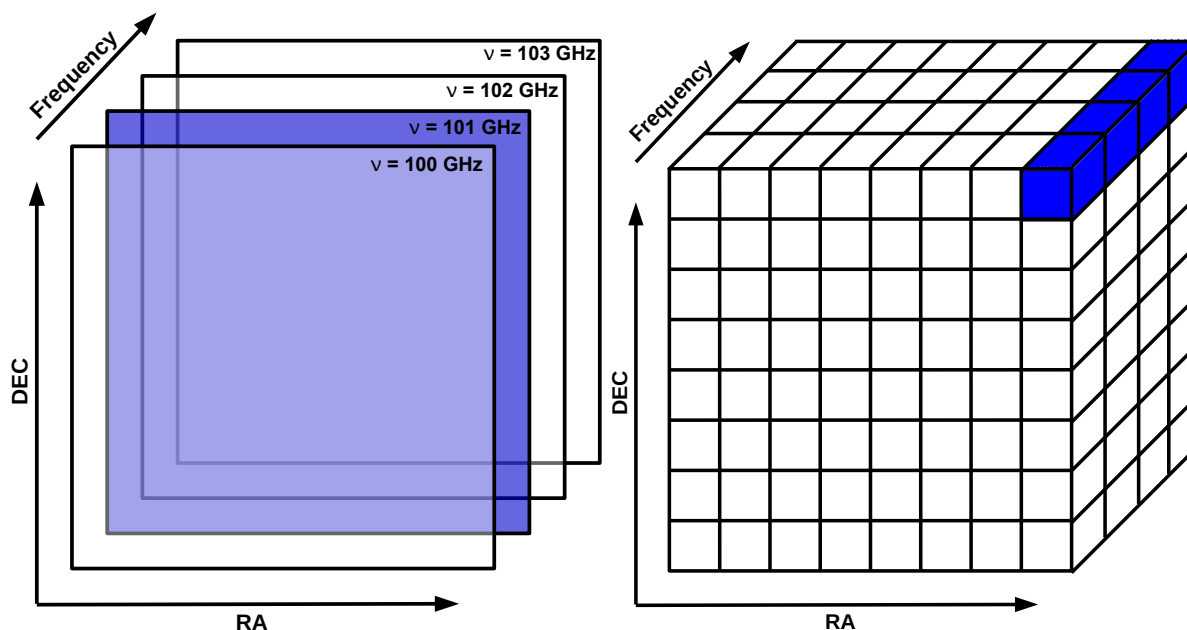 Frequency
ν = 103 GHz
ν = 102 GHz
ν = 101 GHz
ν = 100 GHz
DEC
RA
Frequency
DEC
RA